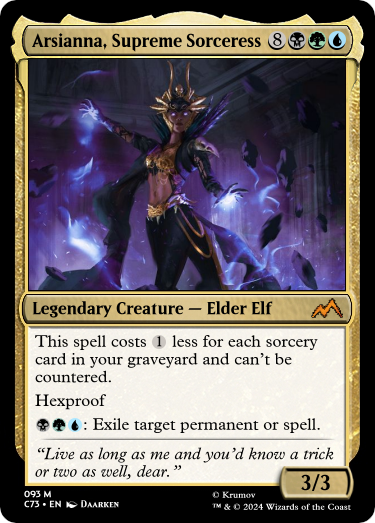 Arsianna, Supreme Sorceress 8
Legendary Creature — Elder Elf
This spell costs 1 less for each sorcery
card in your graveyard and can’t be
countered.
Hexproof
: Exile target permanent or spell.
“Live as long as me and you’d know a trick
or two as well, dear.”
3/3
093 M
C73 • EN DAARKEN
© Krumov
™ & © 2024 Wizards of the Coast